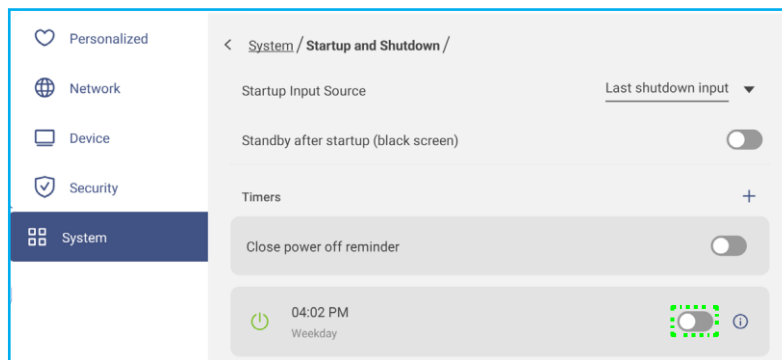 Personalized
Network
Device
Security
System
System / Startup and Shutdown /
Startup Input Source
Last shutdown input
Standby after startup (black screen)
Timers
Close power off reminder
04:02 PM
Weekday